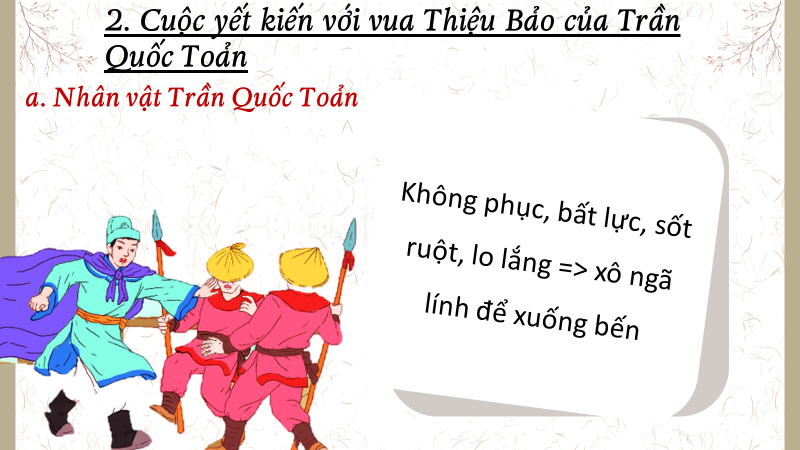 2. Cuộc yết kiến với vua Thiệu Bảo của Trần
Quốc Toản
a. Nhân vật Trần Quốc Toản
Không phục, bất lực, sốt
ruột, lo lắng => xô ngã
lính để xuống bến